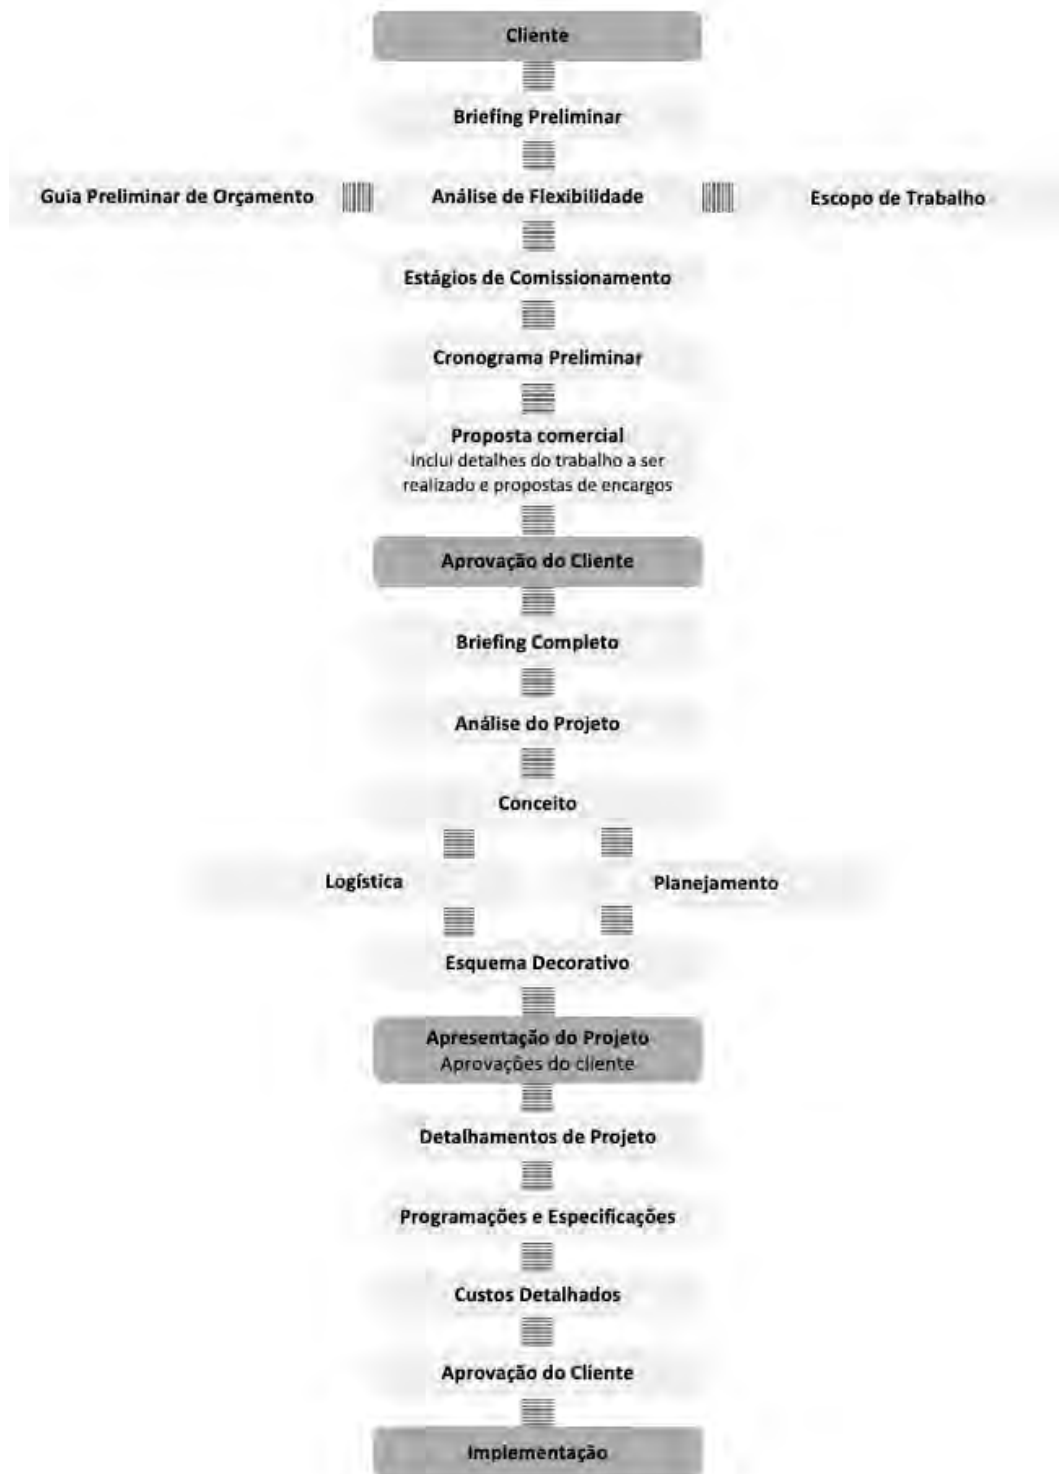 Cliente
Briefing Preliminar
Guia Preliminar de Orçamento
Análise de Flexibilidade
Escopo de Trabalho
Estágios de Comissionamento
Cronograma Preliminar
Proposta comercial
Inclui detalhes do trabalho a ser
realizado e propostas de encargos
Aprovação do Cliente
Briefing Completo
Análise do Projeto
Conceito
Logística
Planejamento
Esquema Decorativo
Apresentação do Projeto
Aprovações do cliente
Detalhamentos de Projeto
Programações e Especificações
Custos Detalhados
Aprovação do Cliente
Implementação